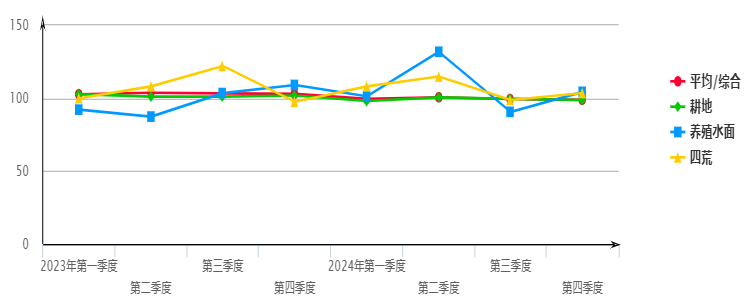 150
100
50
0
2023年第一季度
第二季度
第三季度
第四季度
2024年第一季度
第二季度
第三季度
第四季度
平均/综合
耕地
养殖水面
四荒